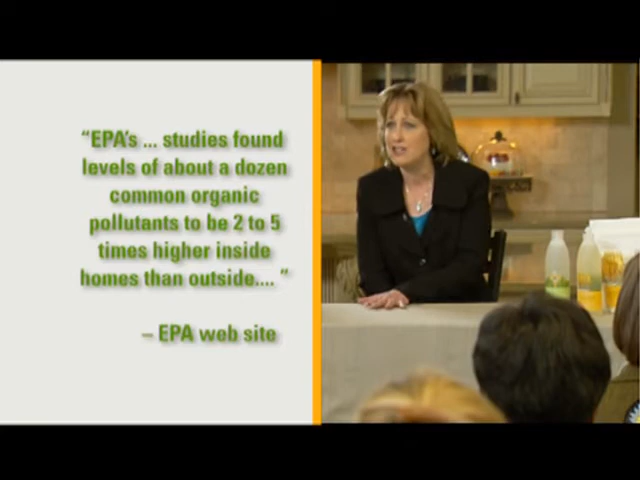 “EPA’s ... studies found
levels of about a dozen
common organic
pollutants to be 2 to 5
times higher inside
homes than outside.... ”
– EPA web site